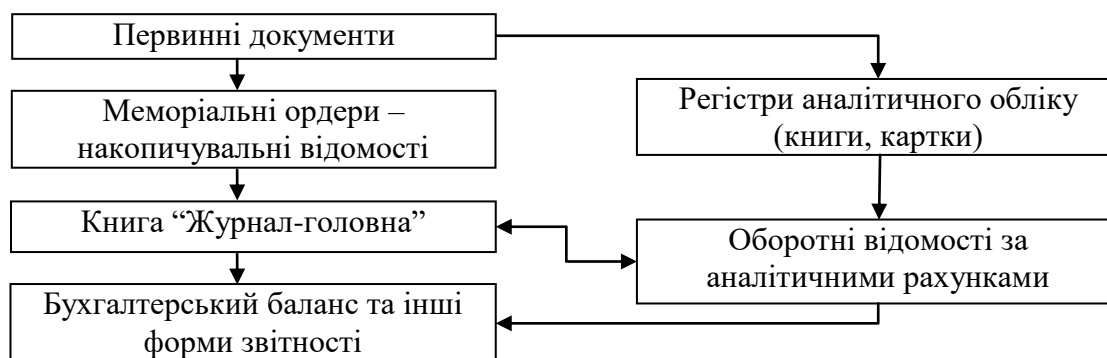 Первинні документи
Меморіальні ордери –
накопичувальні відомості
Книга “Журнал-головна”
Бухгалтерський баланс та інші
форми звітності
Регістри аналітичного обліку
(книги, картки)
Оборотні відомості за
аналітичними рахунками